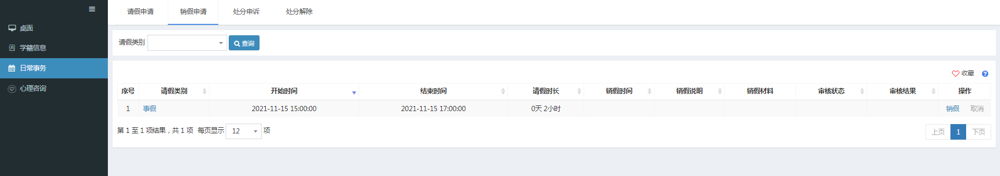 请假申请 销假申请 处分申诉 处分解除
桌面
学籍信息
日常事务
心理咨询
请假类别 查询
收藏
序号 请假类别 开始时间 结束时间 请假时长 销假时间 销假说明 销假材料 审核状态 审核结果 操作
1 事假 2021-11-15 15:00:00 2021-11-15 17:00:00 0天 2小时 销假 取消
第 1 至 1 项结果，共 1 项 每页显示 12 项 上页 1 下页